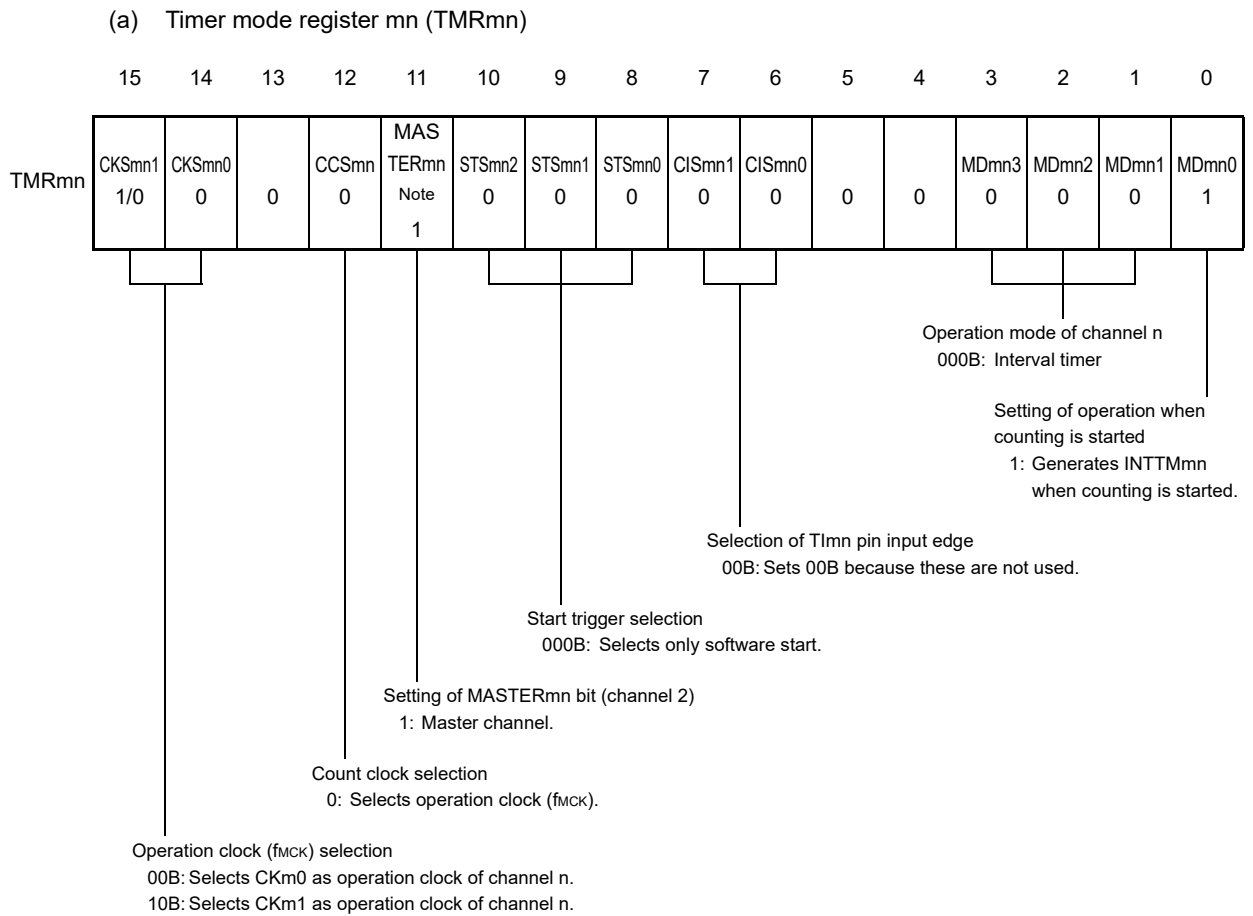 (a) Timer mode register mn (TMRmn)
15 14 13 12 11 10 9 8 7 6 5 4 3 2 1 0
TMRmn
CKSmn1
1/0
CKSmn0
0
0
CCSmn
0
MAS
TERmn
Note
1
STSmn2
0
STSmn1
0
STSmn0
0
CISmn1
0
CISmn0
0
0
0
MDmn3
0
MDmn2
0
MDmn1
0
MDmn0
1
Operation mode of channel n
000B: Interval timer
Setting of operation when
counting is started
1: Generates INTTMmn
when counting is started.
Selection of TImn pin input edge
00B: Sets 00B because these are not used.
Start trigger selection
000B: Selects only software start.
Setting of MASTERmn bit (channel 2)
1: Master channel.
Count clock selection
0: Selects operation clock (fMCK).
Operation clock (fMCK) selection
00B: Selects CKm0 as operation clock of channel n.
10B: Selects CKm1 as operation clock of channel n.